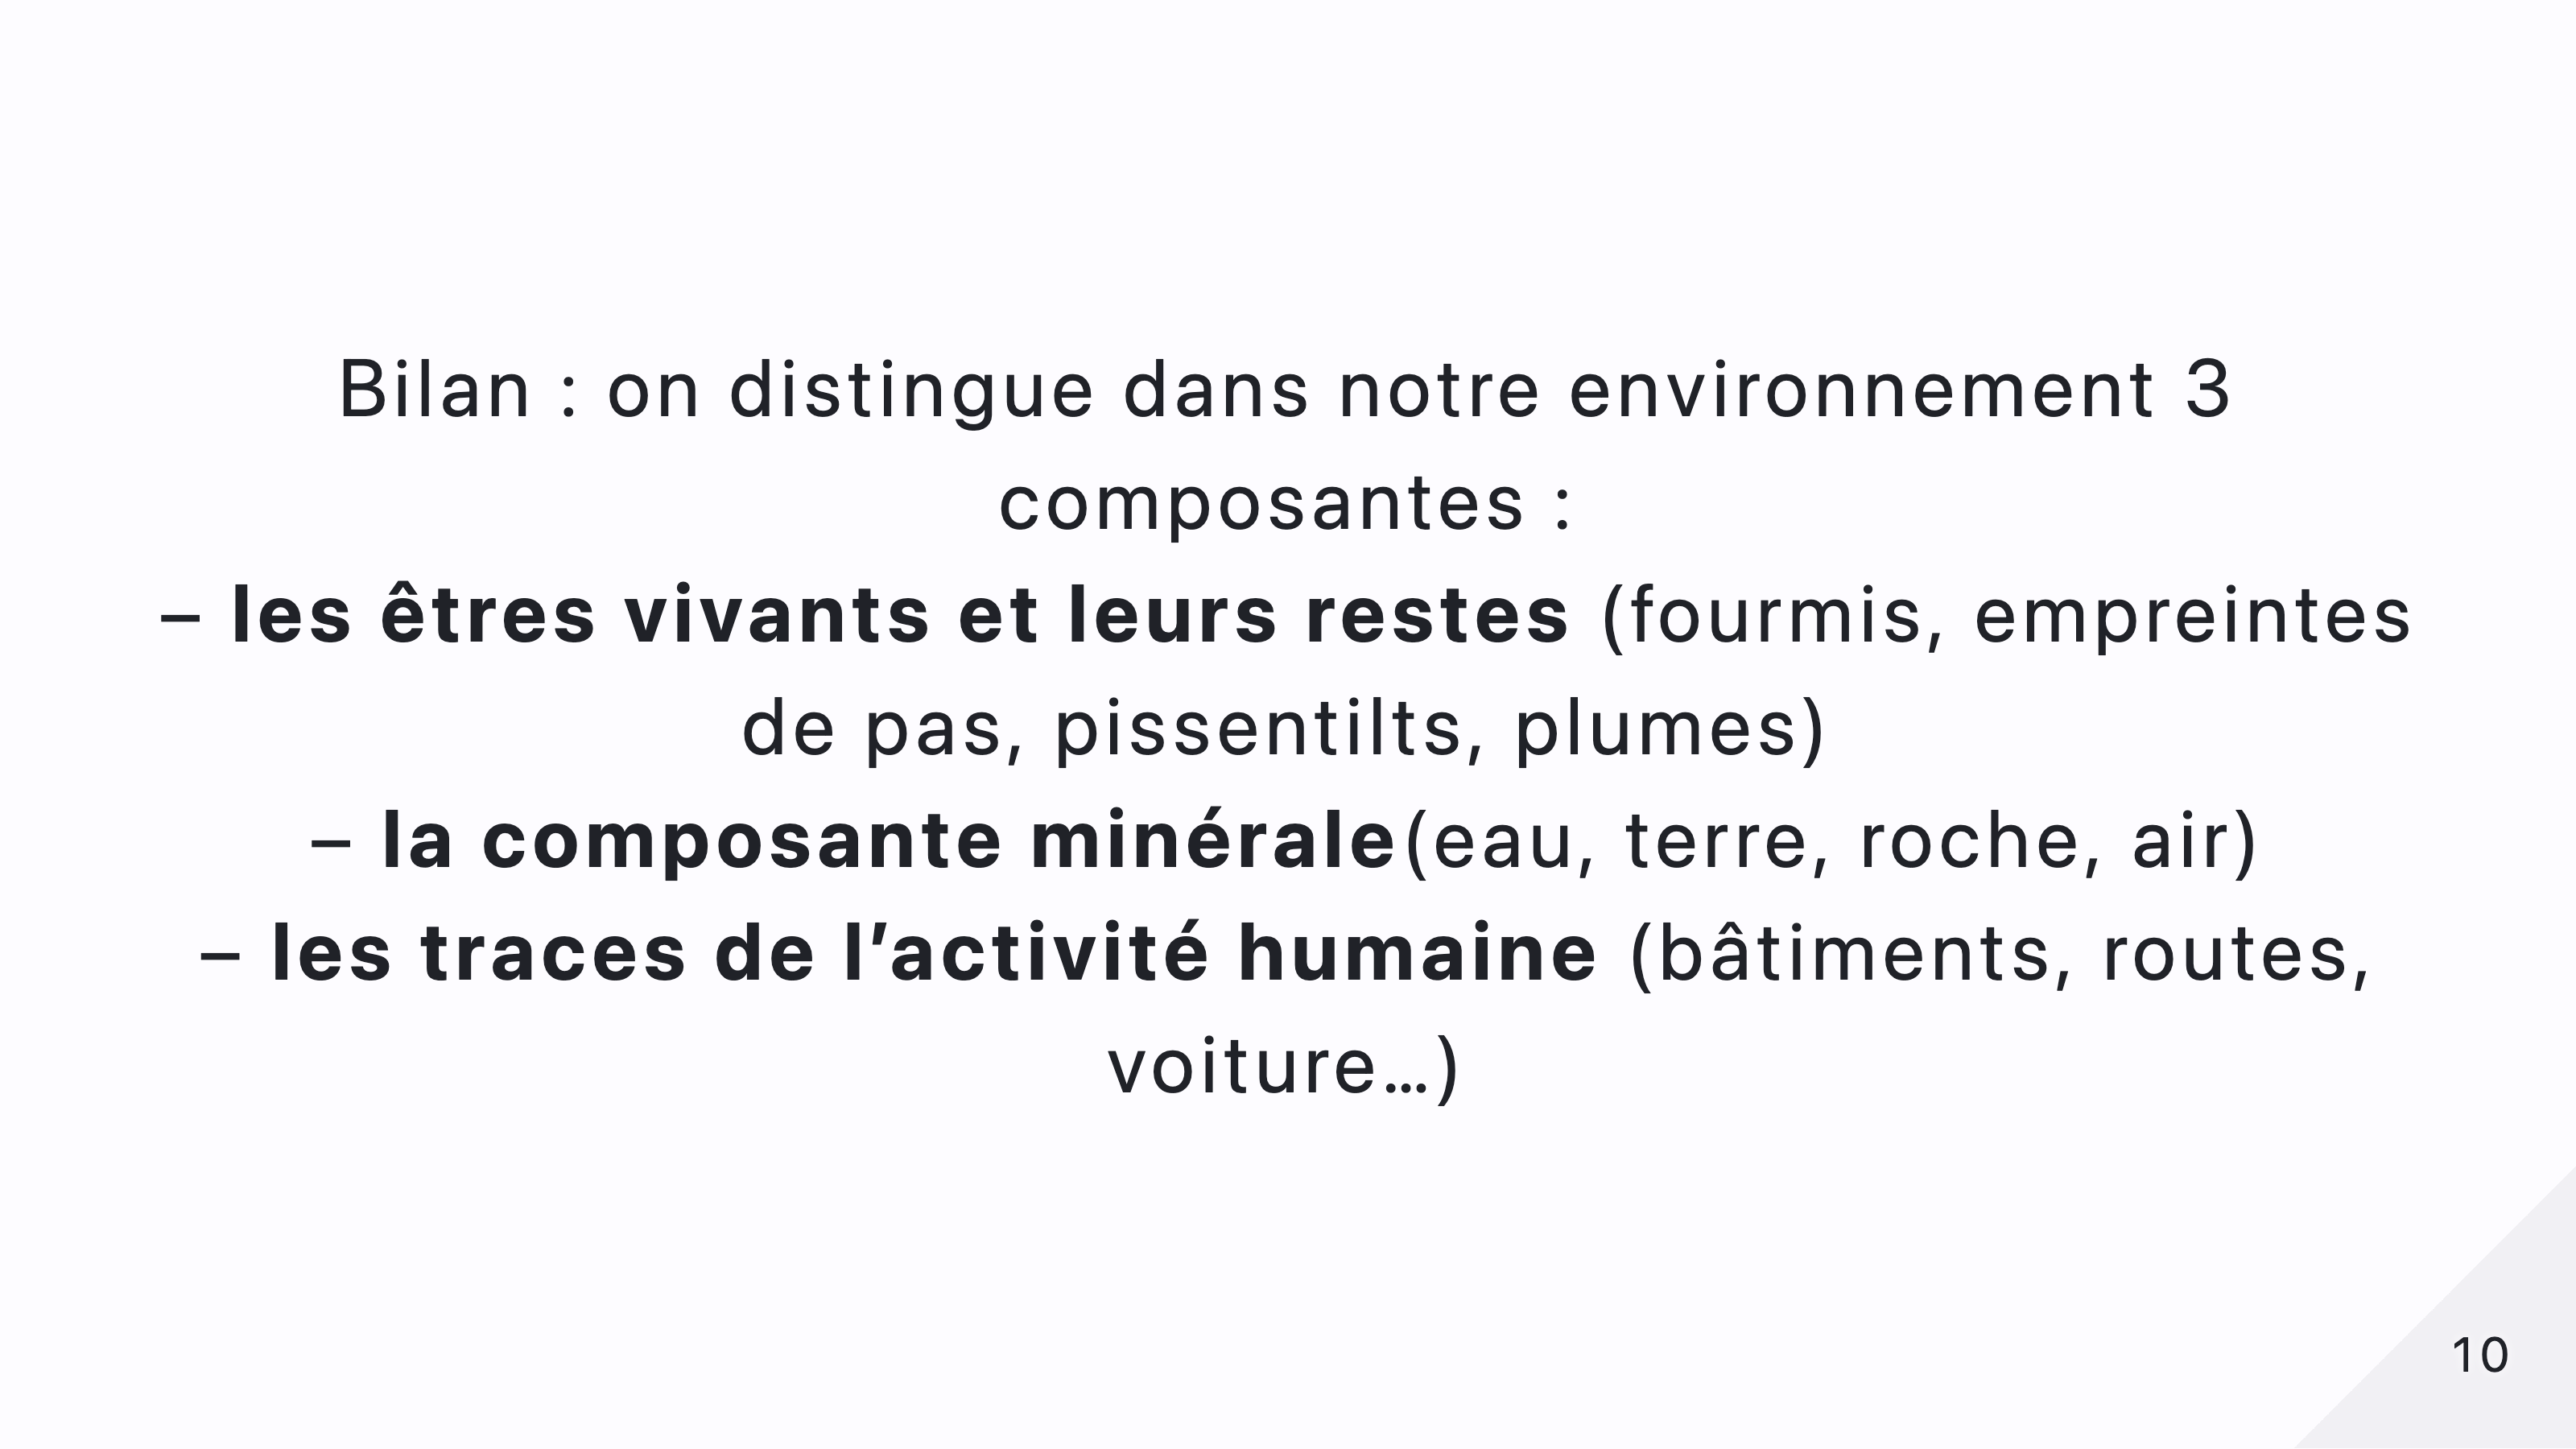 Bilan : on distingue dans notre environnement 3
composantes :
– les êtres vivants et leurs restes (fourmis, empreintes
de pas, pissentilts, plumes)
– la composante minérale(eau, terre, roche, air)
– les traces de l’activité humaine (bâtiments, routes,
voiture…)
10